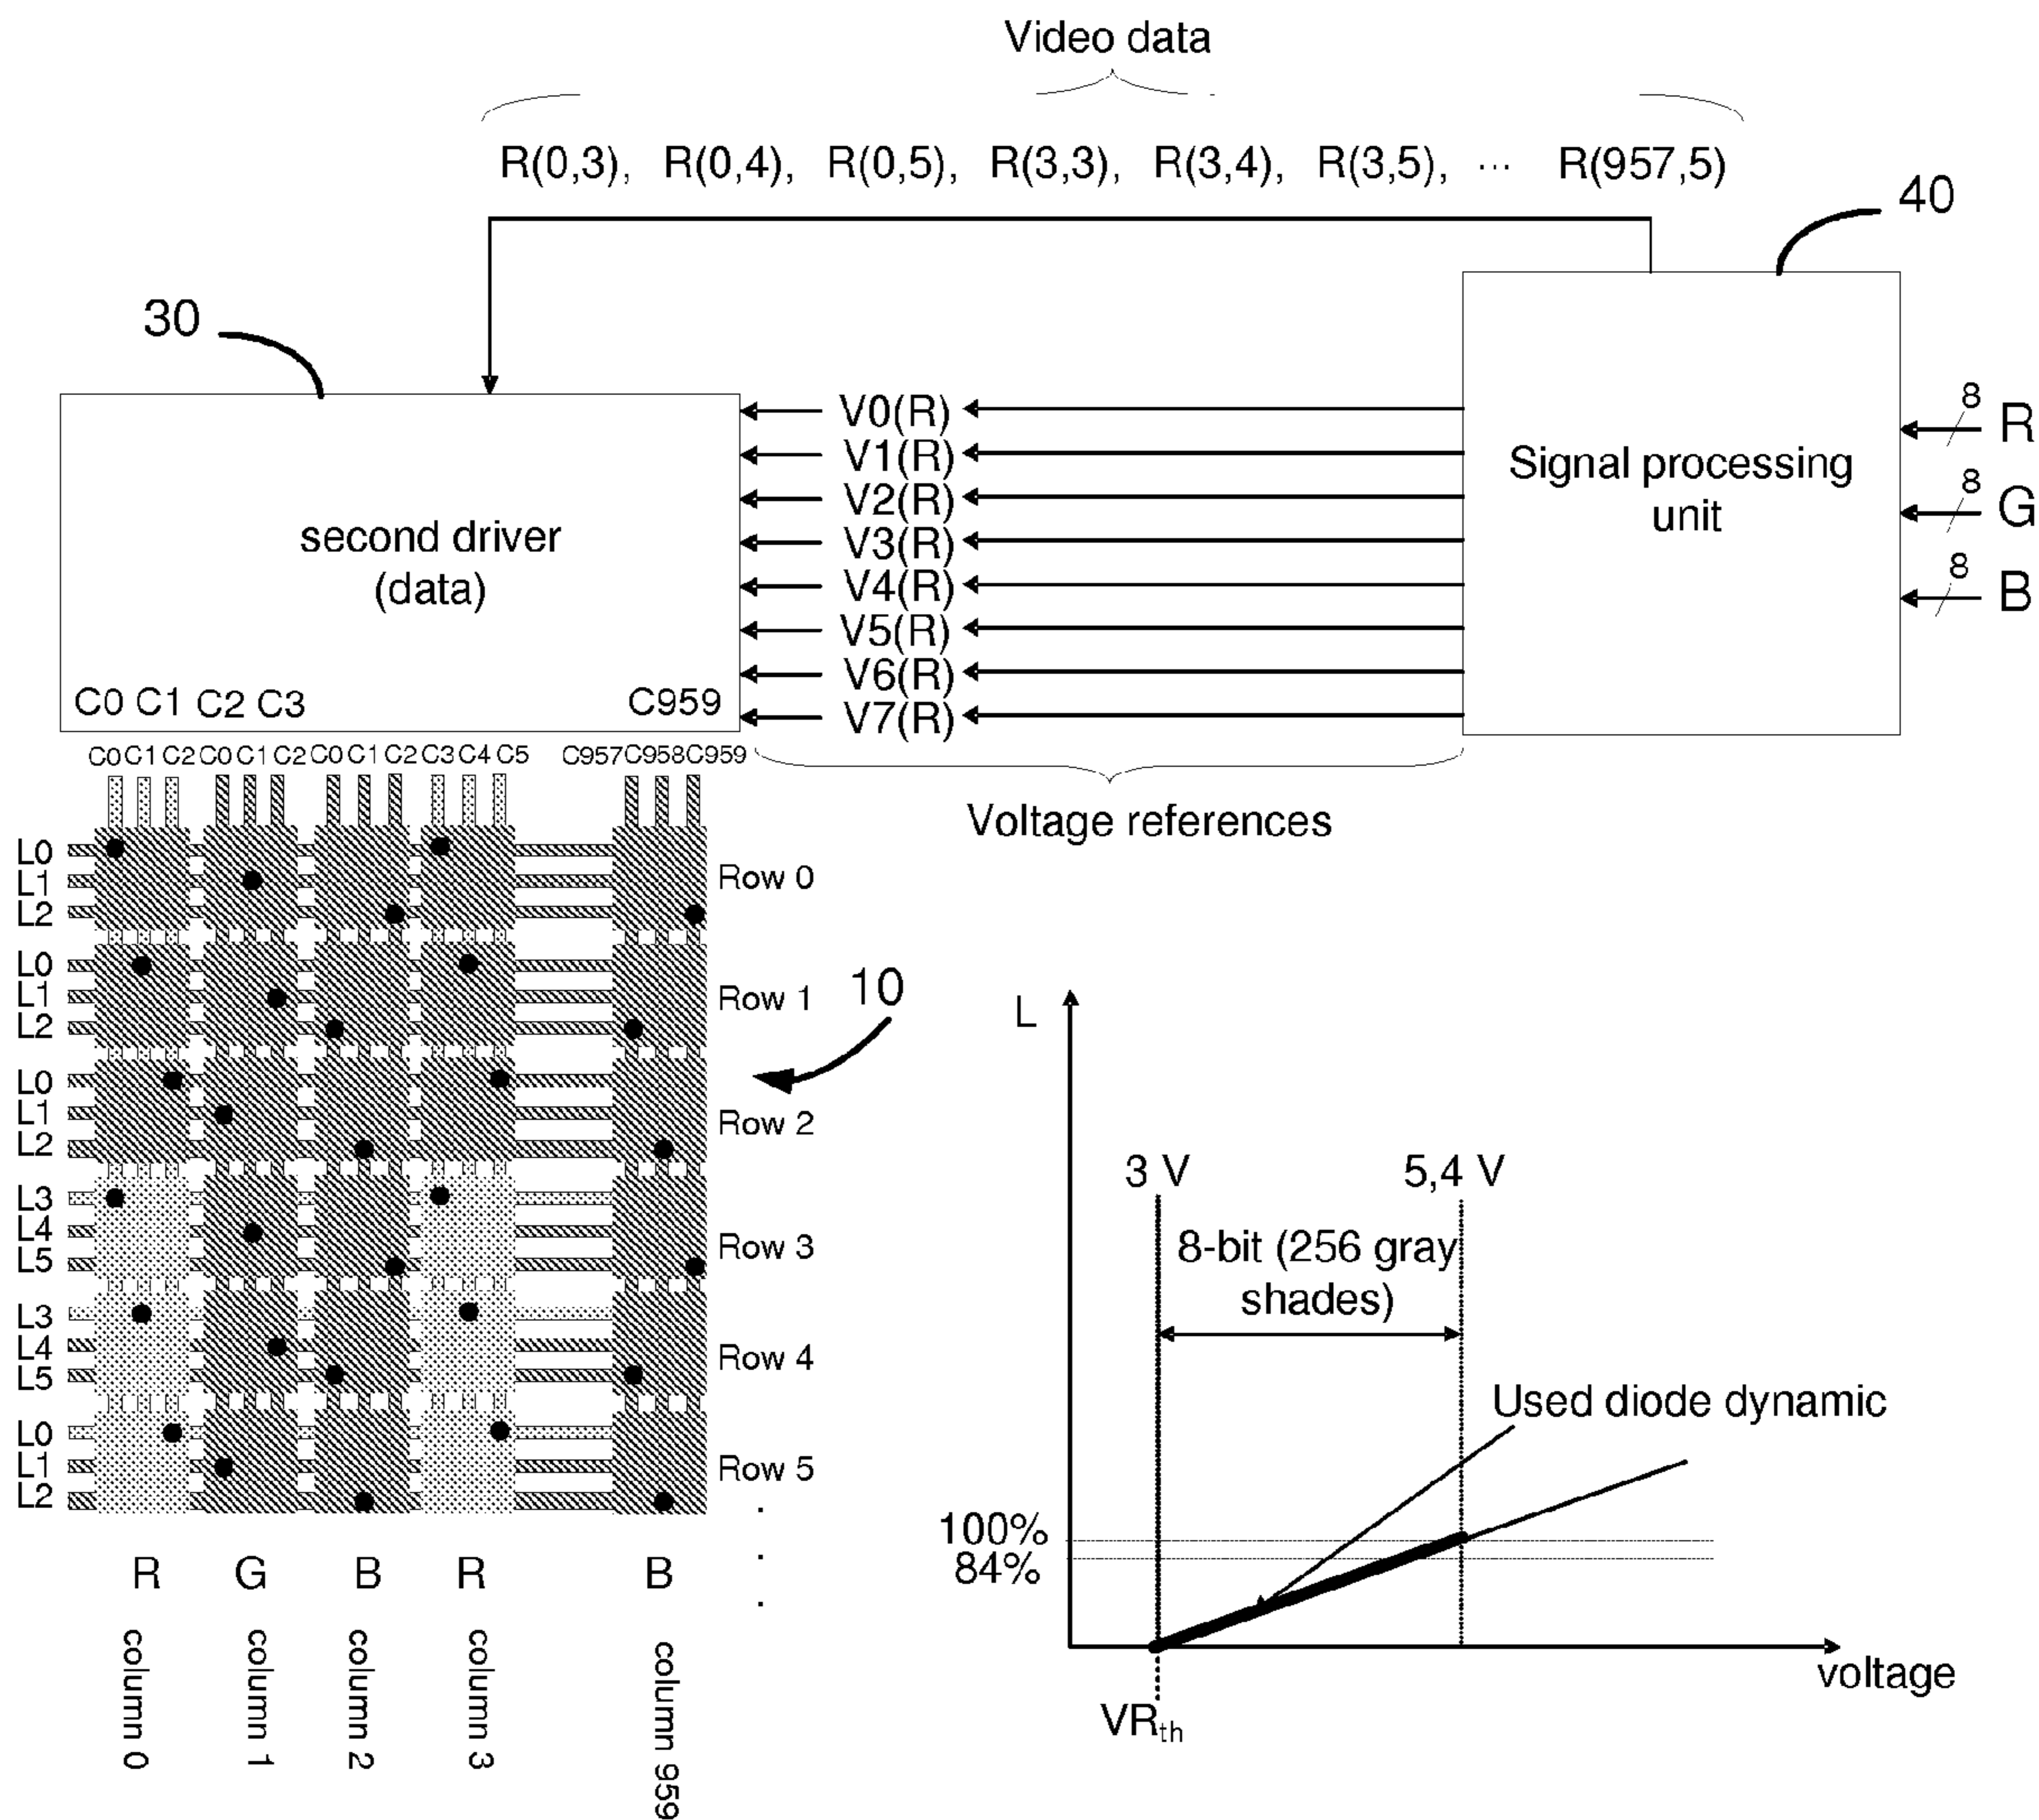 Video data
R(0,3), R(0,4), R(0,5), R(3,3), R(3,4), R(3,5), ... R(957,5)
40
30
second driver
(data)
C0 C1 C2 C3 C959
V0(R)
V1(R)
V2(R)
V3(R)
V4(R)
V5(R)
V6(R)
V7(R)
Signal processing
unit
8 R
8 G
8 B
Voltage references
C0 C1 C2 C0 C1 C2 C0 C1 C2 C3 C4 C5 C957 C958 C959
L0
L1
L2
Row 0
L0
L1
L2
Row 1
L0
L1
L2
Row 2
L3
L4
L5
Row 3
L3
L4
L5
Row 4
L0
L1
L2
Row 5
10
R G B R B
column 0
column 1
column 2
column 3
column 959
L
3 V
5,4 V
8-bit (256 gray
shades)
Used diode dynamic
100%
84%
voltage
VRth